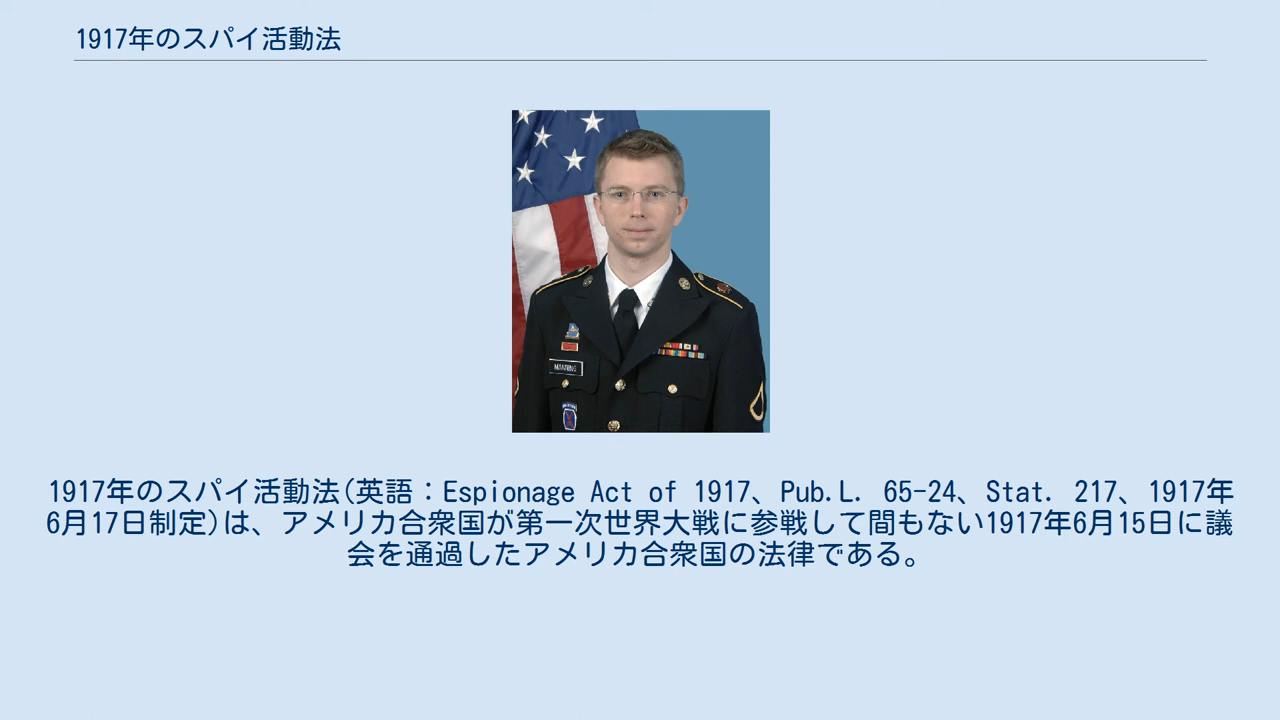 1917年のスパイ活動法
MANNING
1917年のスパイ活動法(英語：Espionage Act of 1917、Pub.L. 65-24、Stat. 217、1917年
6月17日制定)は、アメリカ合衆国が第一次世界大戦に参戦して間もない1917年6月15日に議
会を通過したアメリカ合衆国の法律である。